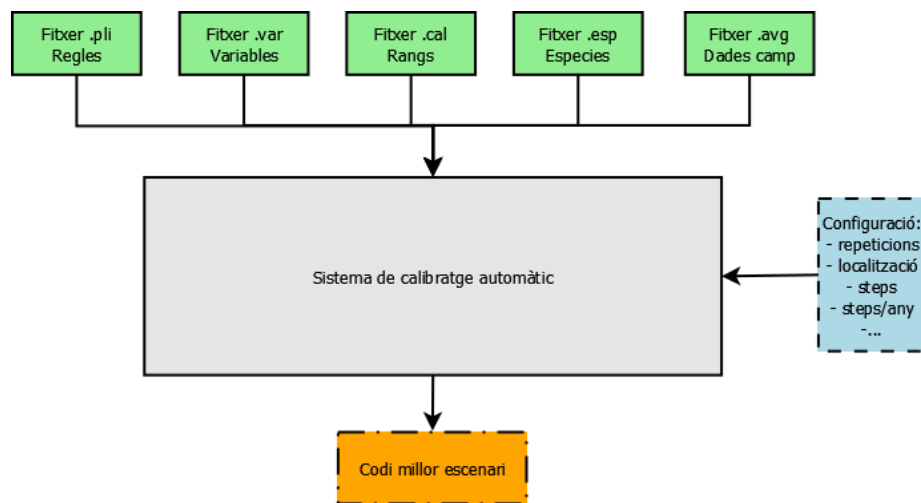 Fitxer .pli
Regles
Fitxer .var
Variables
Fitxer .cal
Rangs
Fitxer .esp
Especies
Fitxer .avg
Dades camp
Sistema de calibratge automàtic
Configuració:
- repeticions
- localització
- steps
- steps/any
-...
Codi millor escenari